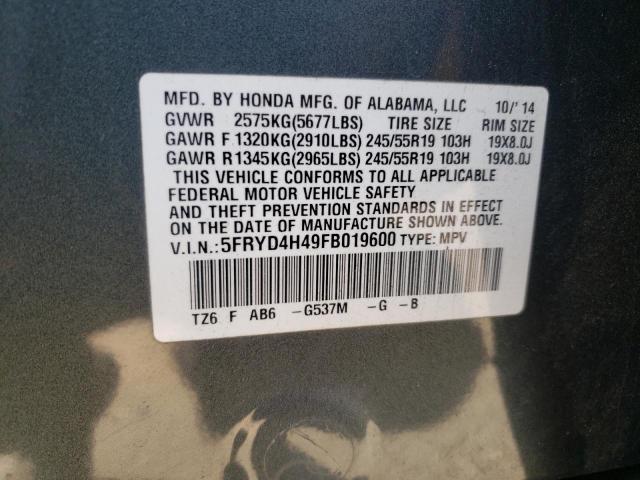 MFD. BY HONDA MFG. OF ALABAMA, LLC 10/'14
GVWR 2575KG(5677LBS) TIRE SIZE RIM SIZE
GAWR F 1320KG(2910LBS) 245/55R19 103H 19X8.0J
GAWR R 1345KG(2965LBS) 245/55R19 103H 19X8.0J
THIS VEHICLE CONFORMS TO ALL APPLICABLE
FEDERAL MOTOR VEHICLE SAFETY
AND THEFT PREVENTION STANDARDS IN EFFECT
ON THE DATE OF MANUFACTURE SHOWN ABOVE.
V.I.N.: 5FRYD4H49FB019600 TYPE: MPV
TZ6 F AB6 -G537M -G -B